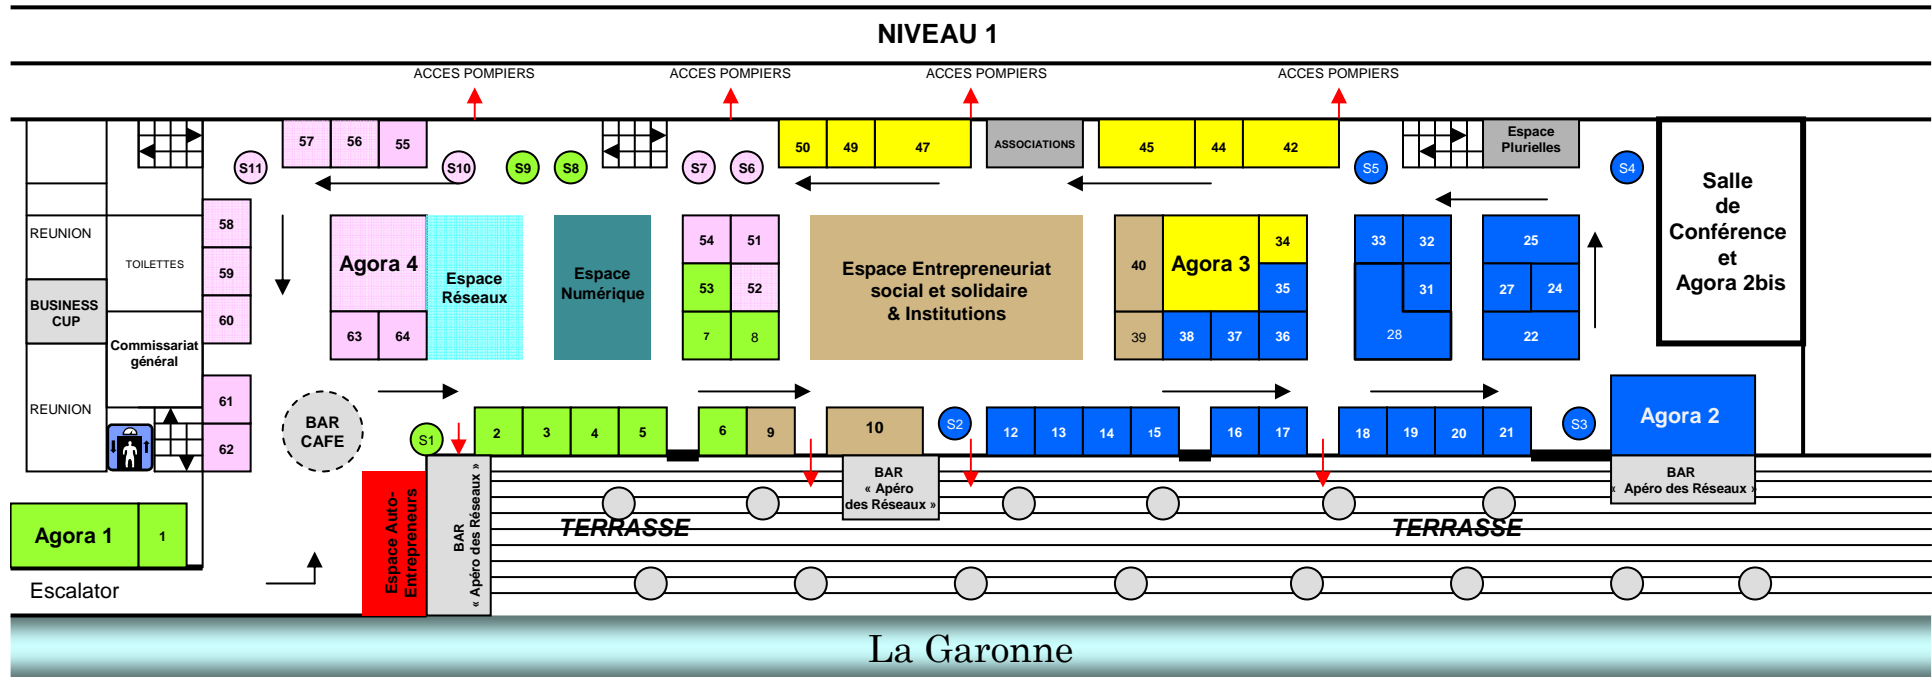 NIVEAU 1
ACCES POMPIERS
ACCES POMPIERS
ACCES POMPIERS
ACCES POMPIERS
57
56
55
50
49
47
ASSOCIATIONS
45
44
42
Espace
Plurielles
S11
S10
S9
S8
S7
S6
S5
S4
Salle
de
Conférence
et
Agora 2bis
REUNION
TOILETTES
BUSINESS
CUP
Commissariat
général
REUNION
58
59
60
61
62
Agora 4
63
64
Espace
Réseaux
Espace
Numérique
54
51
53
52
7
8
Espace Entrepreneuriat
social et solidaire
& Institutions
40
39
Agora 3
34
35
38
37
36
33
32
31
28
25
27
24
22
BAR
CAFE
S1
2
3
4
5
6
9
10
S2
12
13
14
15
16
17
18
19
20
21
S3
Agora 2
BAR
« Apéro des Réseaux »
BAR
« Apéro
des Réseaux »
BAR
« Apéro des Réseaux »
Espace Auto-
Entrepreneurs
TERRASSE
TERRASSE
Agora 1
1
Escalator
La Garonne